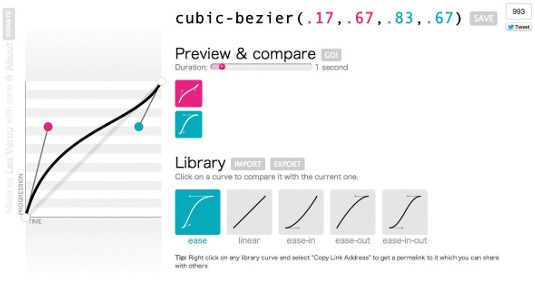 cubic-bezier(.17,.67,.83,.67) SAVE
993
Tweet
Made by Lea Verou with care ☆ About DONATE
PROGRESSION
TIME
Preview & compare GO!
Duration: 1 second
Library IMPORT EXPORT
Click on a curve to compare it with the current one.
ease linear ease-in ease-out ease-in-out
Tip: Right click on any library curve and select "Copy Link Address" to get a permalink to it which you can share
with others